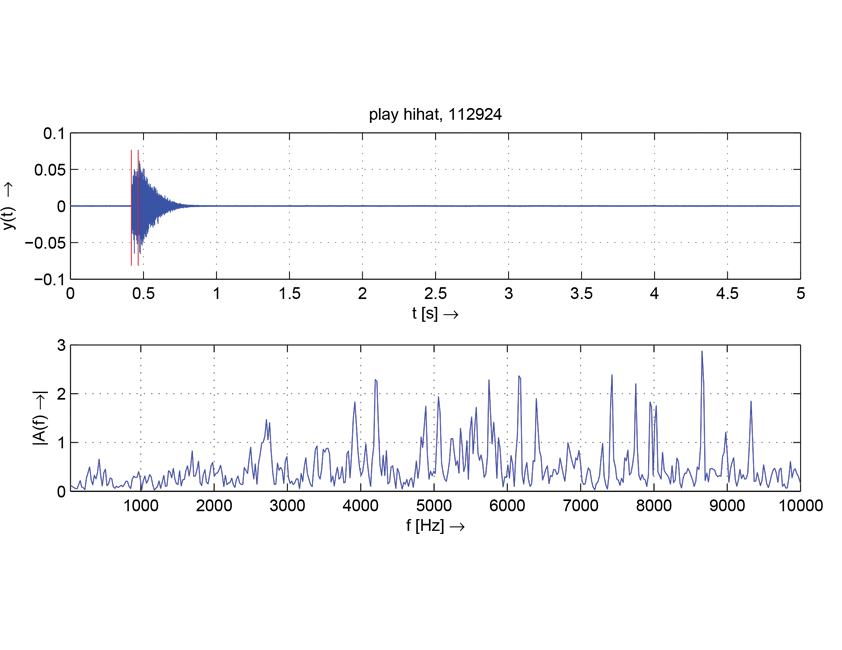 play hihat, 112924
0.1
0.05
0
−0.05
−0.1
y(t) →
0 0.5 1 1.5 2 2.5 3 3.5 4 4.5 5
t [s] →
3
2
1
0
|A(f) →|
1000 2000 3000 4000 5000 6000 7000 8000 9000 10000
f [Hz] →